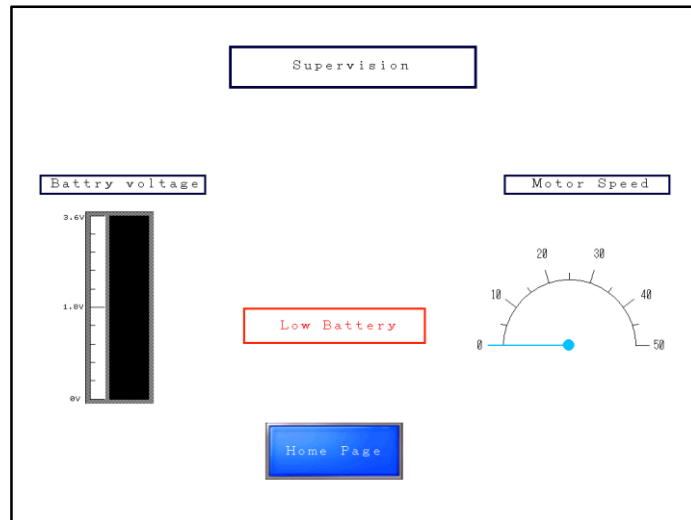 Supervision
Battry voltage
Motor Speed
3.6V
1.8V
0V
20
30
10
40
0
50
Low Battery
Home Page